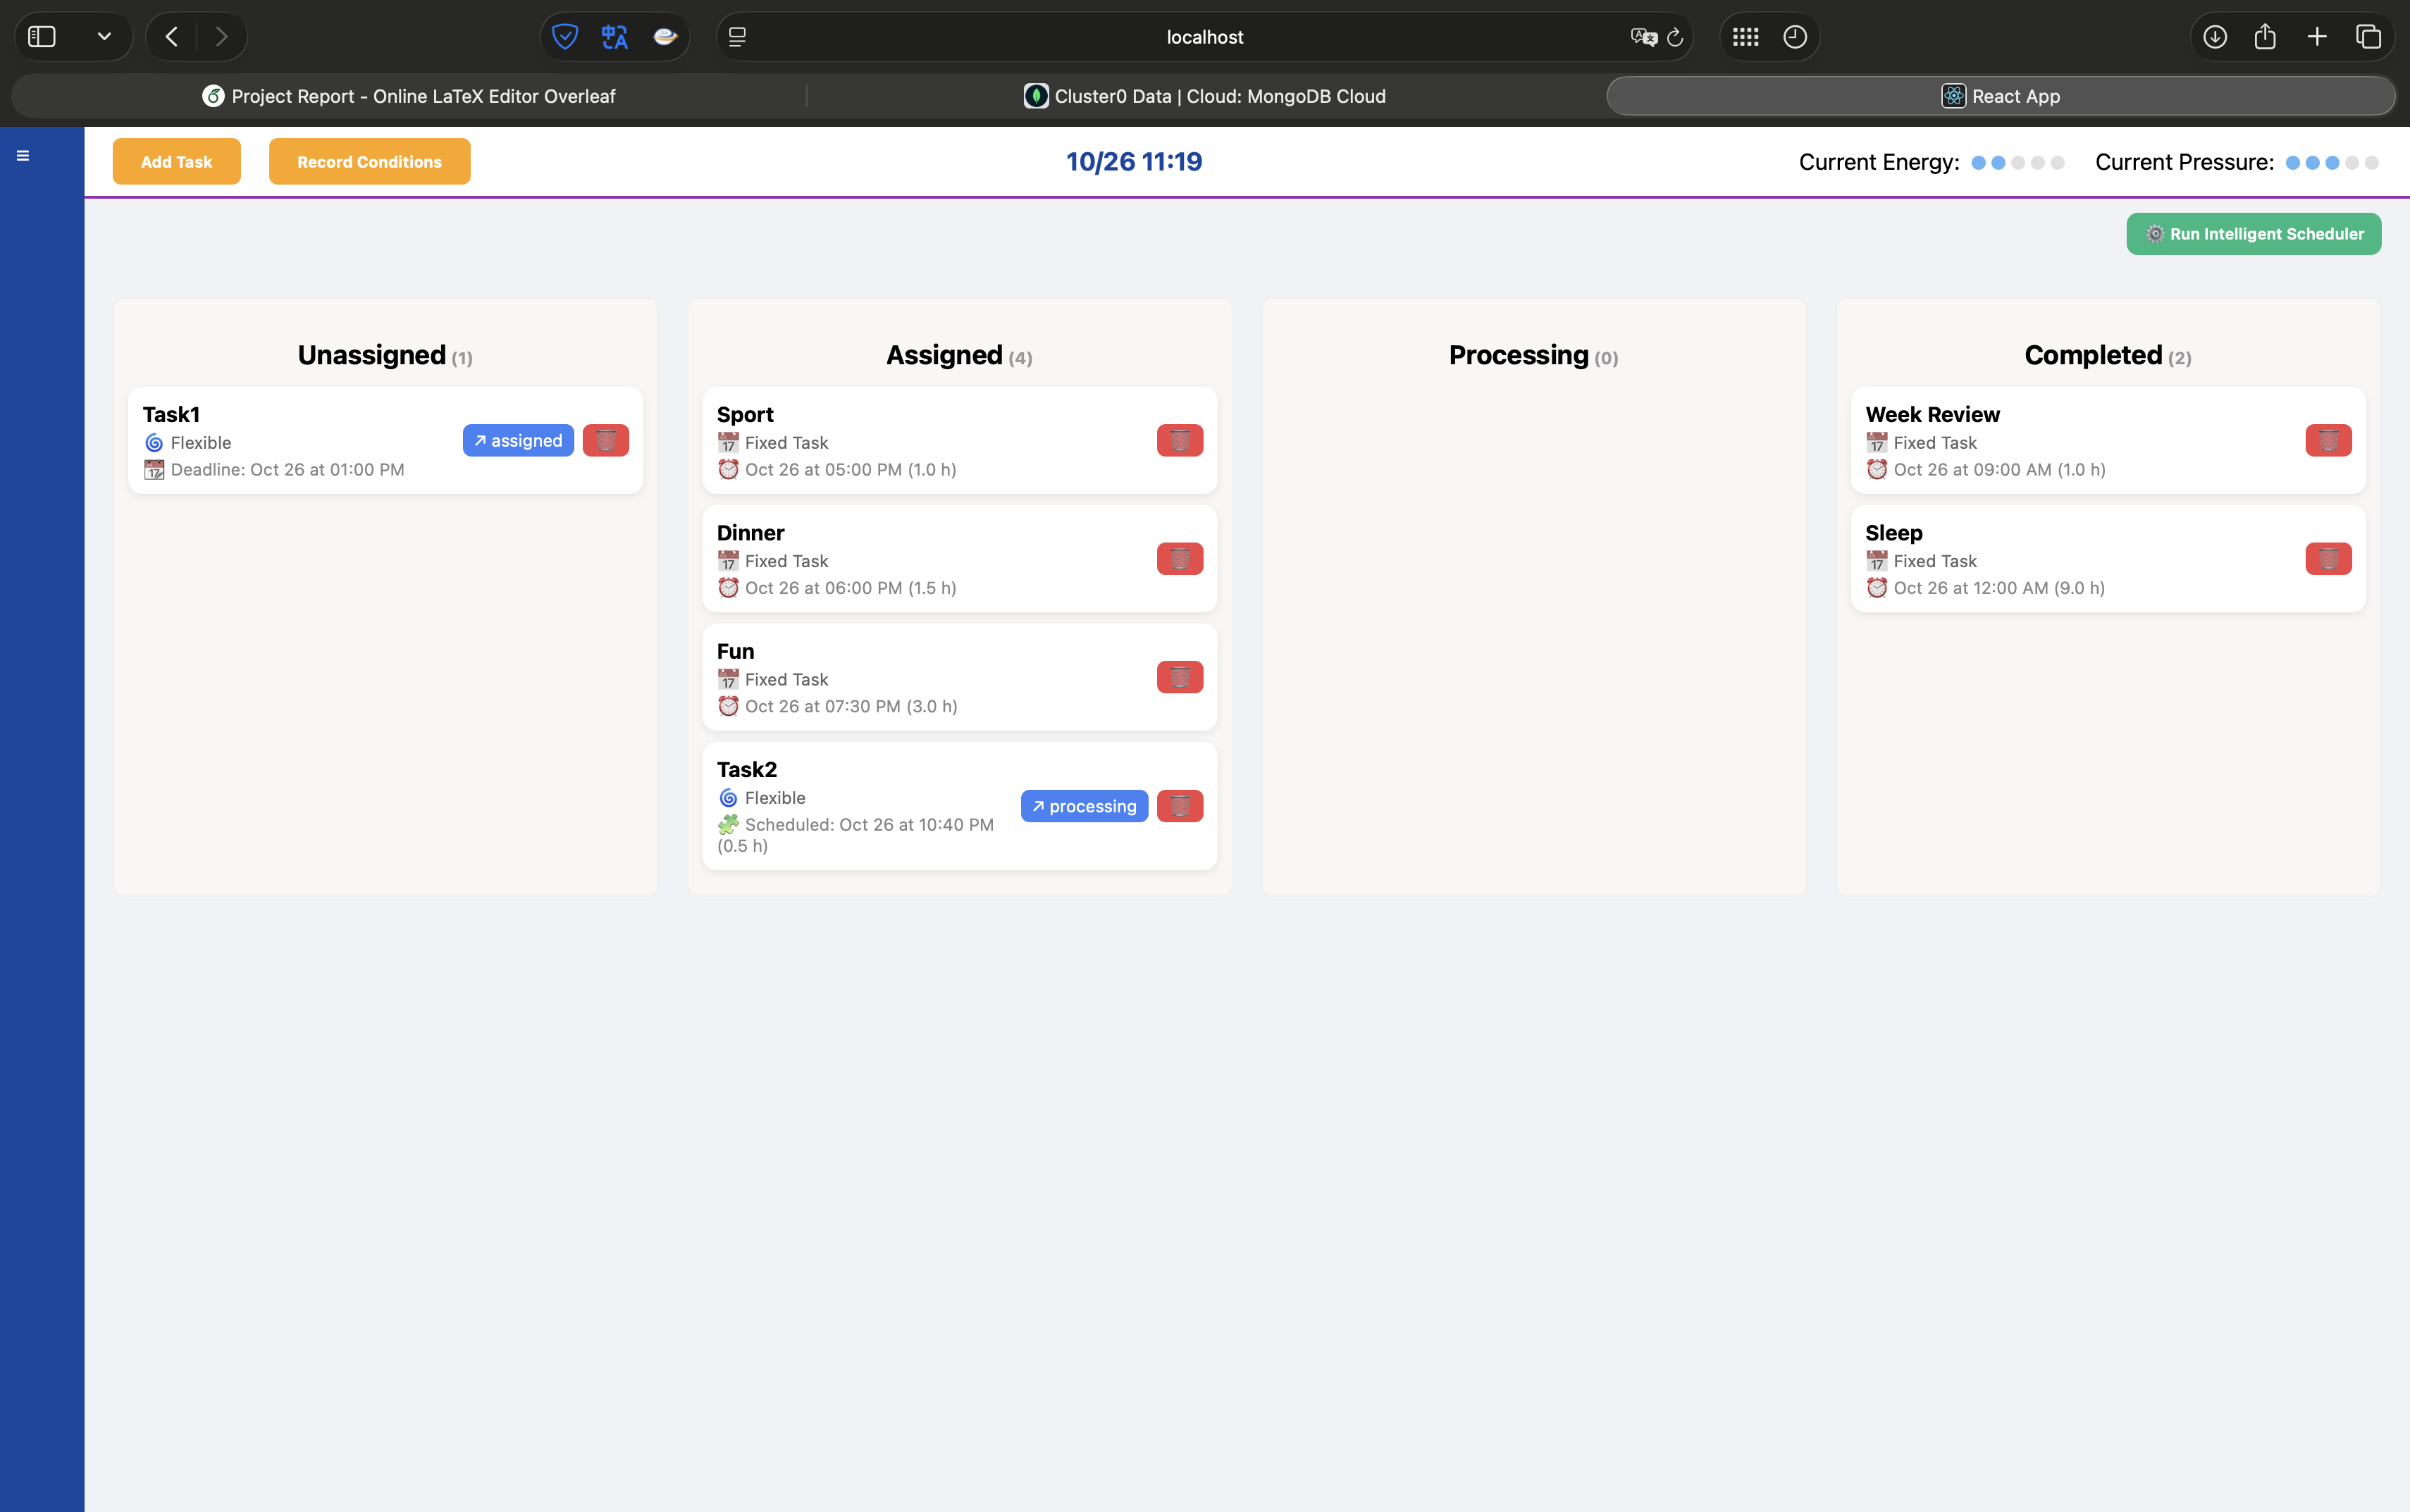 localhost
Project Report - Online LaTeX Editor Overleaf
Cluster0 Data | Cloud: MongoDB Cloud
React App
Add Task
Record Conditions
10/26 11:19
Current Energy:
Current Pressure:
Run Intelligent Scheduler
Unassigned (1)
Task1
Flexible
Deadline: Oct 26 at 01:00 PM
↗ assigned
Assigned (4)
Sport
17 Fixed Task
Oct 26 at 05:00 PM (1.0 h)
Dinner
17 Fixed Task
Oct 26 at 06:00 PM (1.5 h)
Fun
17 Fixed Task
Oct 26 at 07:30 PM (3.0 h)
Task2
Flexible
Scheduled: Oct 26 at 10:40 PM
(0.5 h)
↗ processing
Processing (0)
Completed (2)
Week Review
17 Fixed Task
Oct 26 at 09:00 AM (1.0 h)
Sleep
17 Fixed Task
Oct 26 at 12:00 AM (9.0 h)